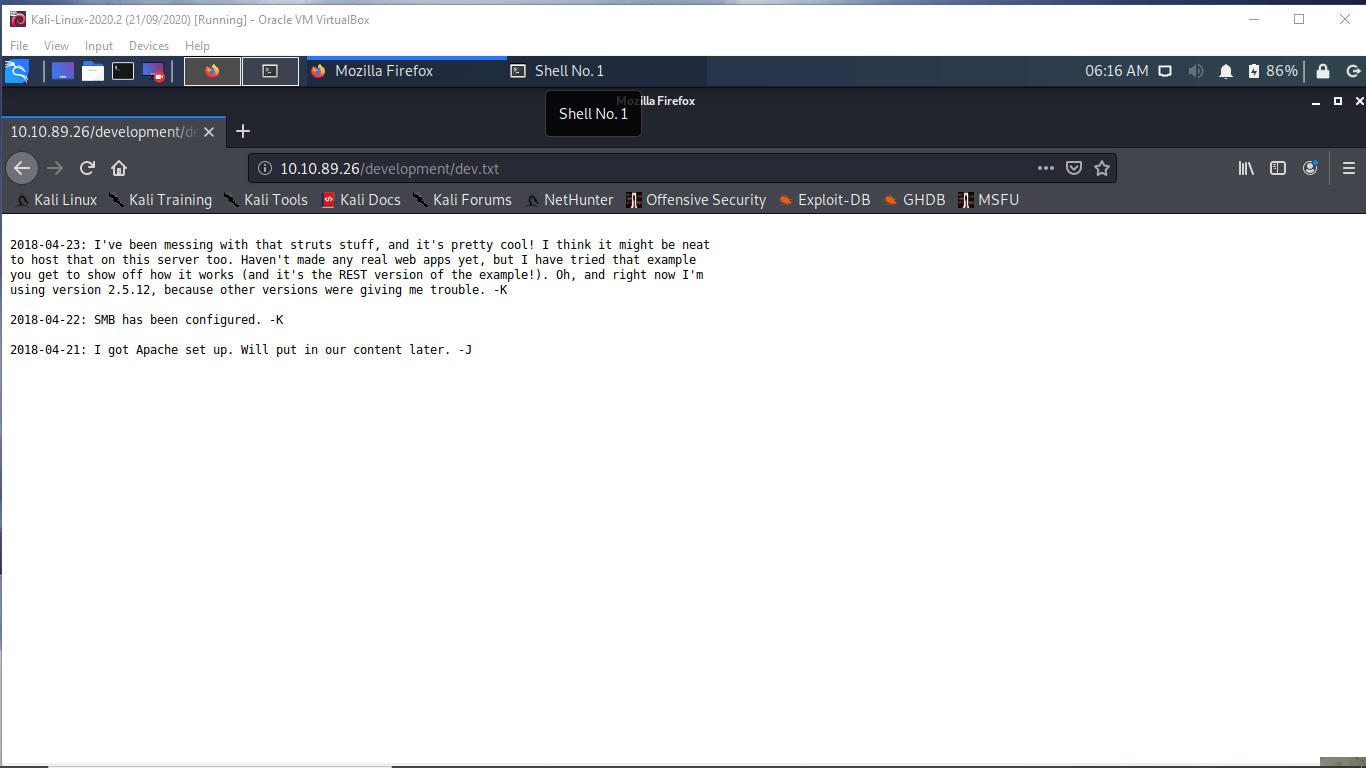 Kali-Linux-2020.2 (21/09/2020) [Running] - Oracle VM VirtualBox
File View Input Devices Help
Mozilla Firefox Shell No. 1 06:16 AM 86%
Mozilla Firefox
Shell No. 1
10.10.89.26/development/d
10.10.89.26/development/dev.txt
Kali Linux Kali Training Kali Tools Kali Docs Kali Forums NetHunter Offensive Security Exploit-DB GHDB MSFU
2018-04-23: I've been messing with that struts stuff, and it's pretty cool! I think it might be neat
to host that on this server too. Haven't made any real web apps yet, but I have tried that example
you get to show off how it works (and it's the REST version of the example!). Oh, and right now I'm
using version 2.5.12, because other versions were giving me trouble. -K
2018-04-22: SMB has been configured. -K
2018-04-21: I got Apache set up. Will put in our content later. -J